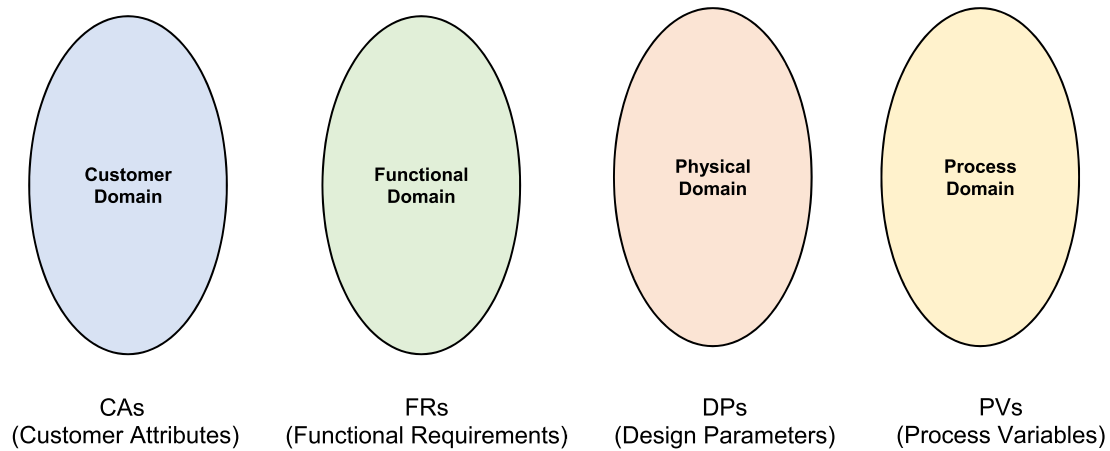 Customer
Domain
Functional
Domain
Physical
Domain
Process
Domain
CAs
(Customer Attributes)
FRs
(Functional Requirements)
DPs
(Design Parameters)
PVs
(Process Variables)